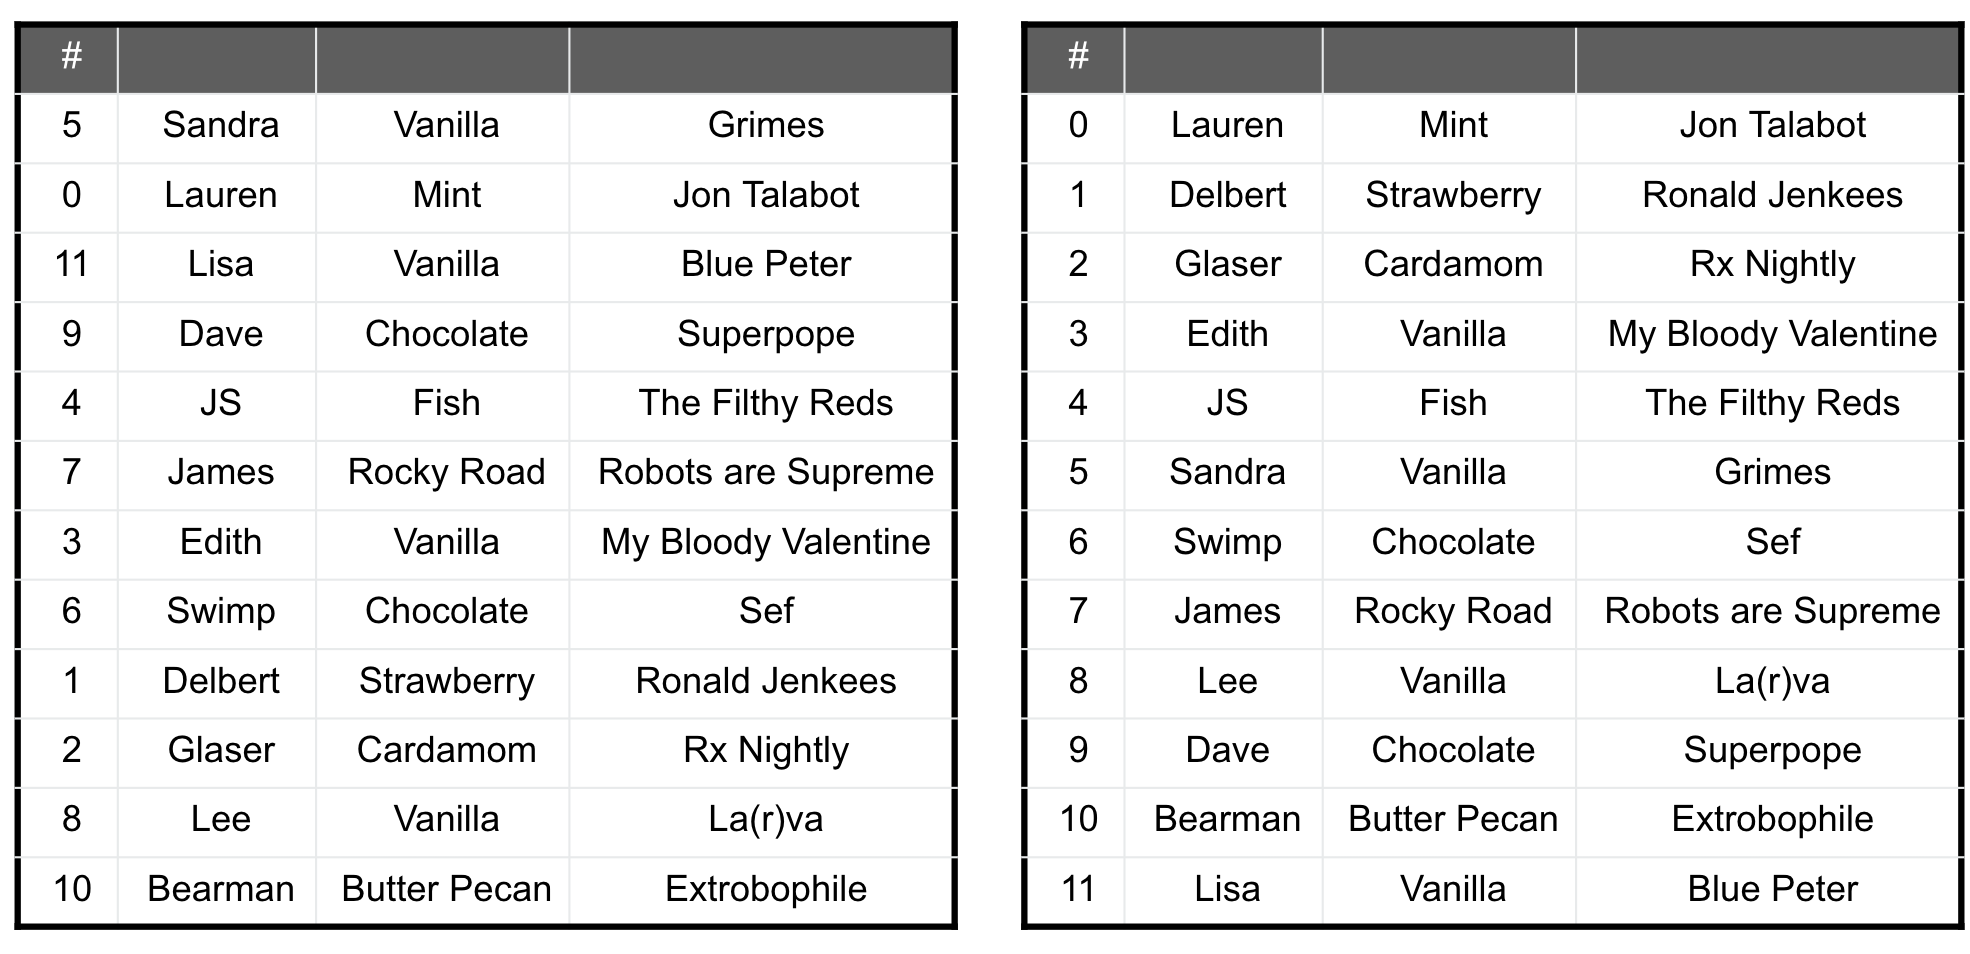 #
5 Sandra Vanilla Grimes
0 Lauren Mint Jon Talabot
11 Lisa Vanilla Blue Peter
9 Dave Chocolate Superpope
4 JS Fish The Filthy Reds
7 James Rocky Road Robots are Supreme
3 Edith Vanilla My Bloody Valentine
6 Swimp Chocolate Sef
1 Delbert Strawberry Ronald Jenkees
2 Glaser Cardamom Rx Nightly
8 Lee Vanilla La(r)va
10 Bearman Butter Pecan Extrobophile
#
0 Lauren Mint Jon Talabot
1 Delbert Strawberry Ronald Jenkees
2 Glaser Cardamom Rx Nightly
3 Edith Vanilla My Bloody Valentine
4 JS Fish The Filthy Reds
5 Sandra Vanilla Grimes
6 Swimp Chocolate Sef
7 James Rocky Road Robots are Supreme
8 Lee Vanilla La(r)va
9 Dave Chocolate Superpope
10 Bearman Butter Pecan Extrobophile
11 Lisa Vanilla Blue Peter